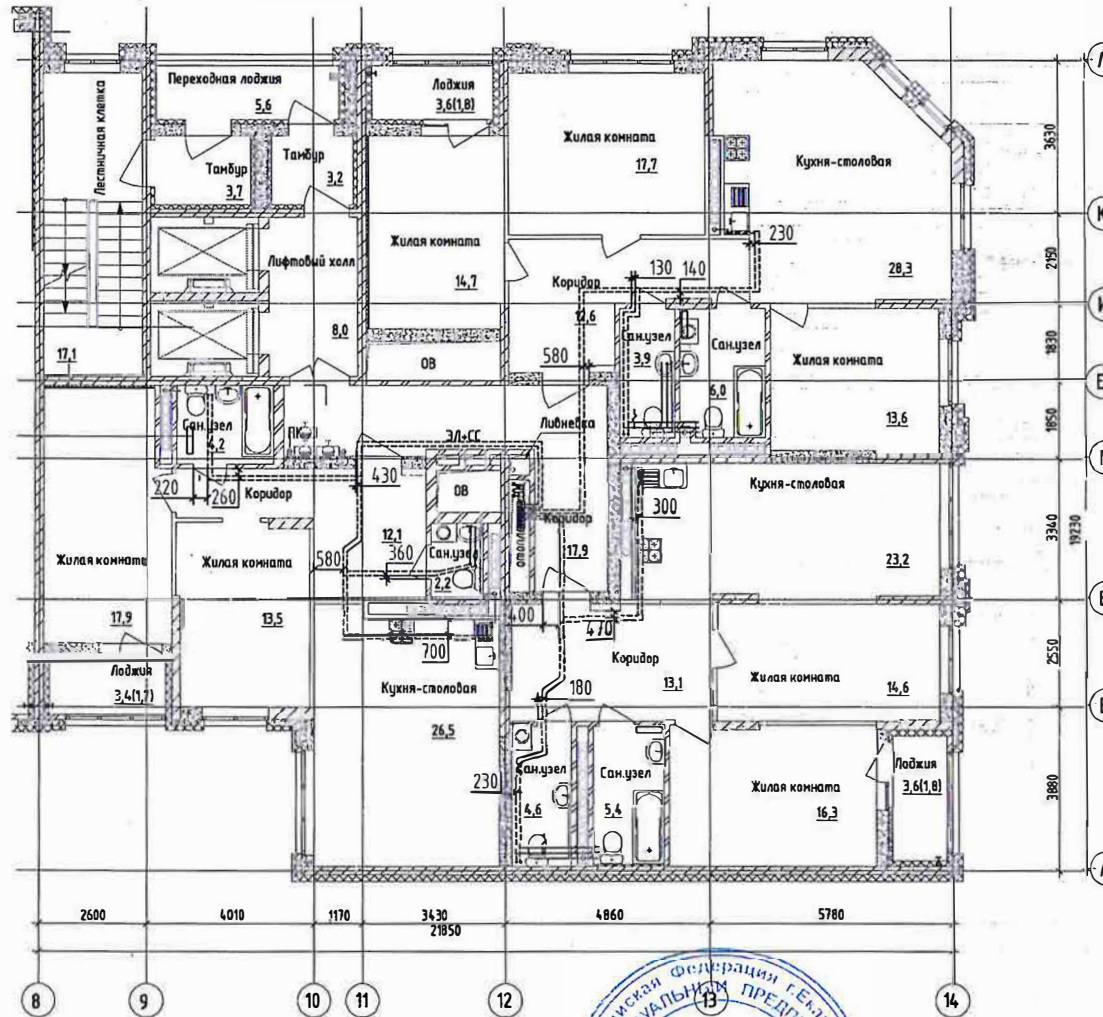 Переходная лоджия
5,6
Лоджия
3,6(1,8)
Лестничная клетка
Тамбур
3,7
Тамбур
3,2
Жилая комната
17,7
Кухня-столовая
28,3
Лифтовый холл
8,0
Жилая комната
14,7
Коридор
12,6
230
130
140
17,1
ОВ
580
Сан.узел
3,9
Сан.узел
6,0
Жилая комната
13,6
Сан.узел
4,2
ПК
ЭЛ+СС
Ливневка
220
260
Коридор
430
ОВ
Коридор
17,9
300
Кухня-столовая
23,2
Жилая комната
17,9
Жилая комната
13,5
580
12,1
360
Сан.узел
2,2
отопление
400
470
700
Лоджия
3,4(1,7)
Кухня-столовая
26,5
Коридор
13,1
180
Жилая комната
14,6
230
Сан.узел
4,6
Сан.узел
5,4
Жилая комната
16,3
Лоджия
3,6(1,8)
3630
2150
1830
1850
3340
2550
3880
19230
К
И
2600
4010
1170
3430
4860
5780
21850
8
9
10
11
12
13
14
Федерация г.Ек